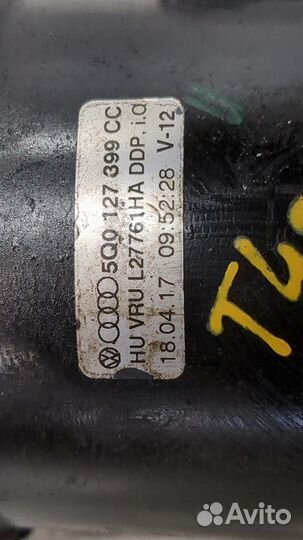 5Q0 127 399 CC
HU VRU L27761HA DDP. i.O
18.04.17 09:52:28 V-12
Avito